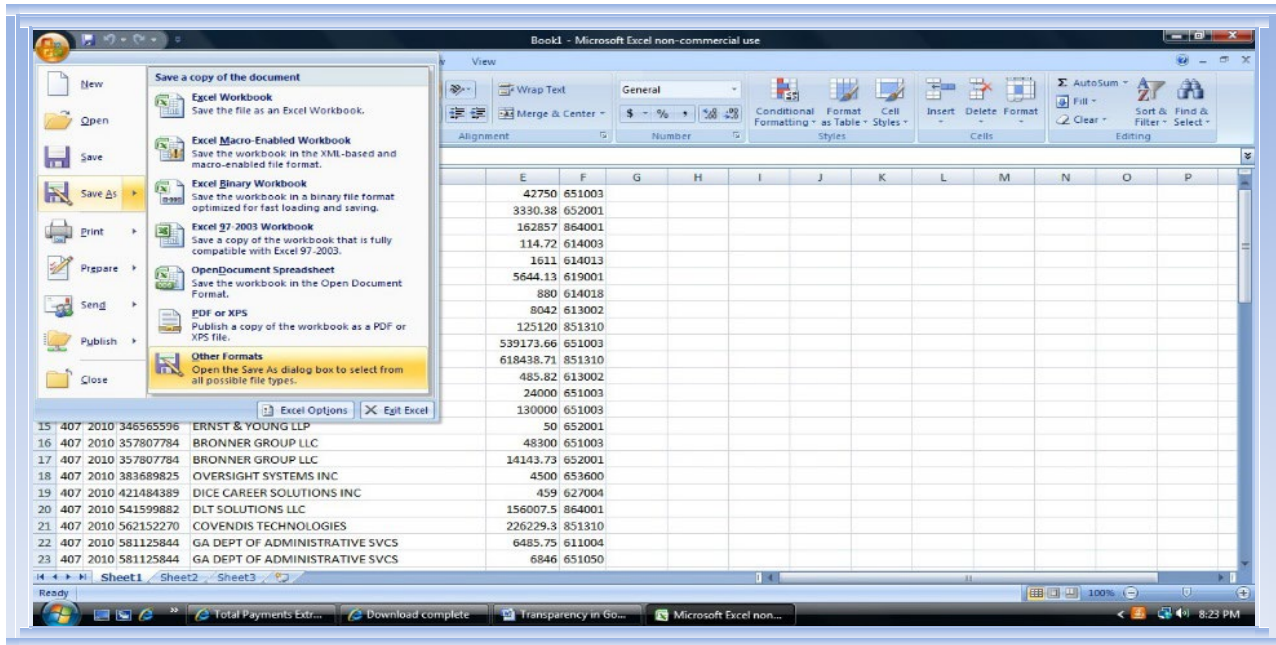 Book1 - Microsoft Excel non-commercial use
View
New
Open
Save
Save As
Print
Prepare
Send
Publish
Close
Save a copy of the document
Excel Workbook
Save the file as an Excel Workbook.
Excel Macro-Enabled Workbook
Save the workbook in the XML-based and
macro-enabled file format.
Excel Binary Workbook
Save the workbook in a binary file format
optimized for fast loading and saving.
Excel 97-2003 Workbook
Save a copy of the workbook that is fully
compatible with Excel 97-2003.
OpenDocument Spreadsheet
Save the workbook in the Open Document
Format.
PDF or XPS
Publish a copy of the workbook as a PDF or
XPS file.
Other Formats
Open the Save As dialog box to select from
all possible file types.
Excel Options Exit Excel
Wrap Text
Merge & Center
Alignment
General
$ % ,
Number
Conditional Formatting
Format as Table
Cell Styles
Styles
Insert Delete Format
Cells
Σ AutoSum
Fill
Clear
Sort & Filter
Find & Select
Editing
E F G H I J K L M N O P
42750 651003
3330.38 652001
162857 864001
114.72 614003
1611 614013
5644.13 619001
880 614018
8042 613002
125120 851310
539173.66 651003
618438.71 851310
485.82 613002
24000 651003
130000 651003
15 407 2010 346565596 ERNST & YOUNG LLP 50 652001
16 407 2010 357807784 BRONNER GROUP LLC 48300 651003
17 407 2010 357807784 BRONNER GROUP LLC 14143.73 652001
18 407 2010 383689825 OVERSIGHT SYSTEMS INC 4500 653600
19 407 2010 421484389 DICE CAREER SOLUTIONS INC 459 627004
20 407 2010 541599882 DLT SOLUTIONS LLC 156007.5 864001
21 407 2010 562152270 COVENDIS TECHNOLOGIES 226229.3 851310
22 407 2010 581125844 GA DEPT OF ADMINISTRATIVE SVCS 6485.75 611004
23 407 2010 581125844 GA DEPT OF ADMINISTRATIVE SVCS 6846 651050
Sheet1 Sheet2 Sheet3
Ready 100%
Total Payments Extr... Download complete Transparency in Go... Microsoft Excel non... 8:23 PM